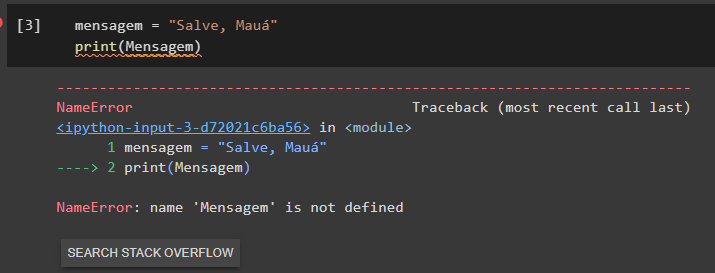 [3] mensagem = "Salve, Mauá"
print(Mensagem)
---------------------------------------------------------------------------
NameError Traceback (most recent call last)
<ipython-input-3-d72021c6ba56> in <module>
1 mensagem = "Salve, Mauá"
----> 2 print(Mensagem)
NameError: name 'Mensagem' is not defined
SEARCH STACK OVERFLOW